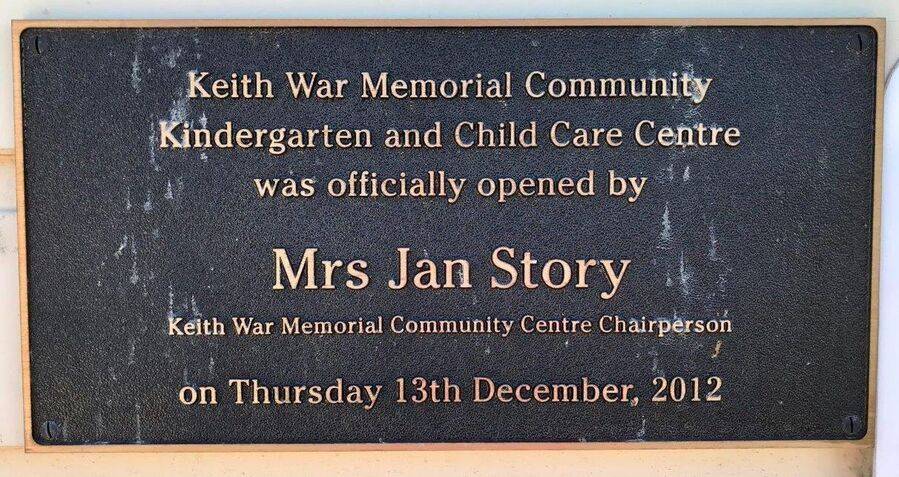 Keith War Memorial Community
Kindergarten and Child Care Centre
was officially opened by
Mrs Jan Story
Keith War Memorial Community Centre Chairperson
on Thursday 13th December, 2012